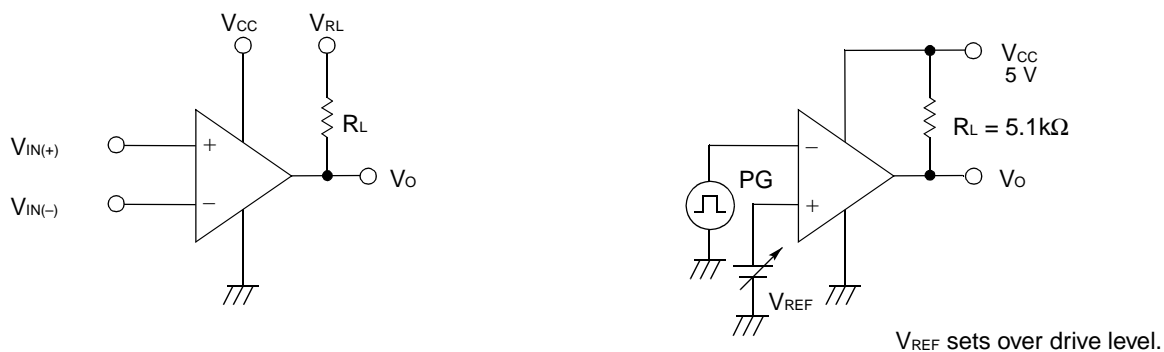 VCC
VRL
RL
VIN(+)
+
VIN(–)
–
VO
VCC
5 V
RL = 5.1kΩ
–
PG
+
VO
VREF
VREF sets over drive level.